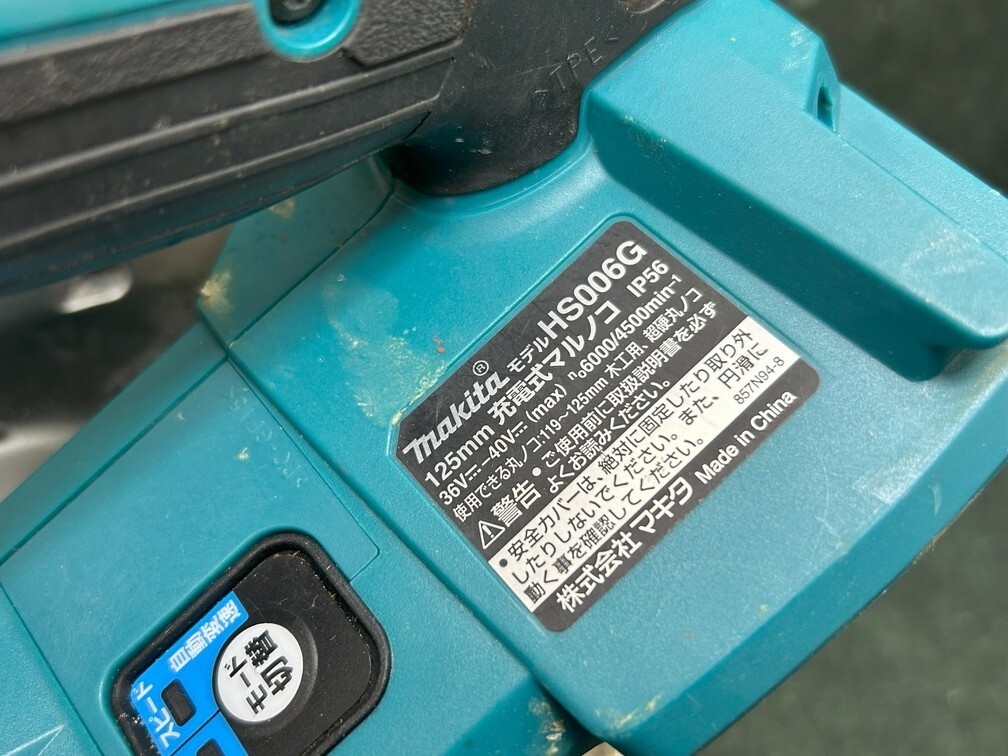 TPE
makita® モデル HS006G
125mm 充電式マルノコ IP56
36V⎓-40V⎓(max) n₀6000/4500min⁻¹
使用できる丸ノコ:119-125mm 木工用、超硬丸ノコ
⚠警告・ご使用前に取扱説明書を必ず
よくお読みください。
・安全カバーは、絶対に固定したり取り外
したりしないでください。また、円滑に
動く事を確認してください。
857N94-8
株式会社マキタ Made in China
モード
切替
スピード